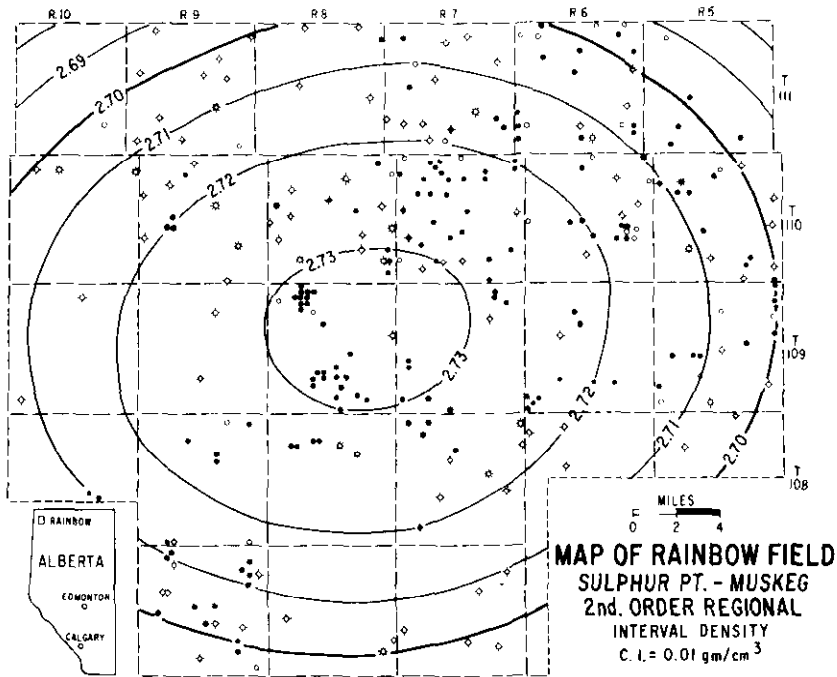 R.10 R 9 R 8 R 7 R 6 R 5
2.69
2.70
2.71
2.72
2.73
2.73
2.72
2.71
2.70
T
111
T
110
T
109
T
108
MILES
0 2 4
MAP OF RAINBOW FIELD
SULPHUR PT. - MUSKEG
2nd. ORDER REGIONAL
INTERVAL DENSITY
C. I. = 0.01 gm/cm³
RAINBOW
ALBERTA
EDMONTON
CALGARY